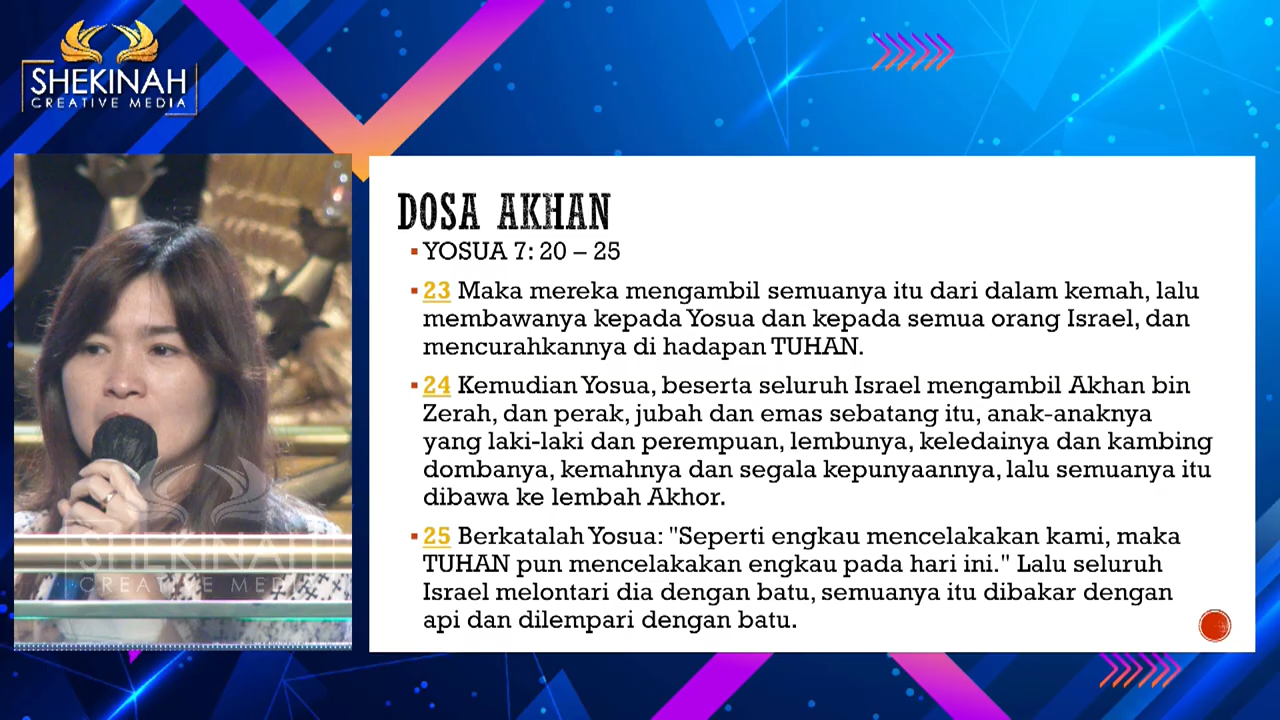 SHEKINAH
CREATIVE MEDIA
DOSA AKHAN
▪ YOSUA 7: 20 – 25
▪ 23 Maka mereka mengambil semuanya itu dari dalam kemah, lalu
membawanya kepada Yosua dan kepada semua orang Israel, dan
mencurahkannya di hadapan TUHAN.
▪ 24 Kemudian Yosua, beserta seluruh Israel mengambil Akhan bin
Zerah, dan perak, jubah dan emas sebatang itu, anak-anaknya
yang laki-laki dan perempuan, lembunya, keledainya dan kambing
dombanya, kemahnya dan segala kepunyaannya, lalu semuanya itu
dibawa ke lembah Akhor.
▪ 25 Berkatalah Yosua: "Seperti engkau mencelakakan kami, maka
TUHAN pun mencelakakan engkau pada hari ini." Lalu seluruh
Israel melontari dia dengan batu, semuanya itu dibakar dengan
api dan dilempari dengan batu.
SHEKINAH
CREATIVE MEDIA